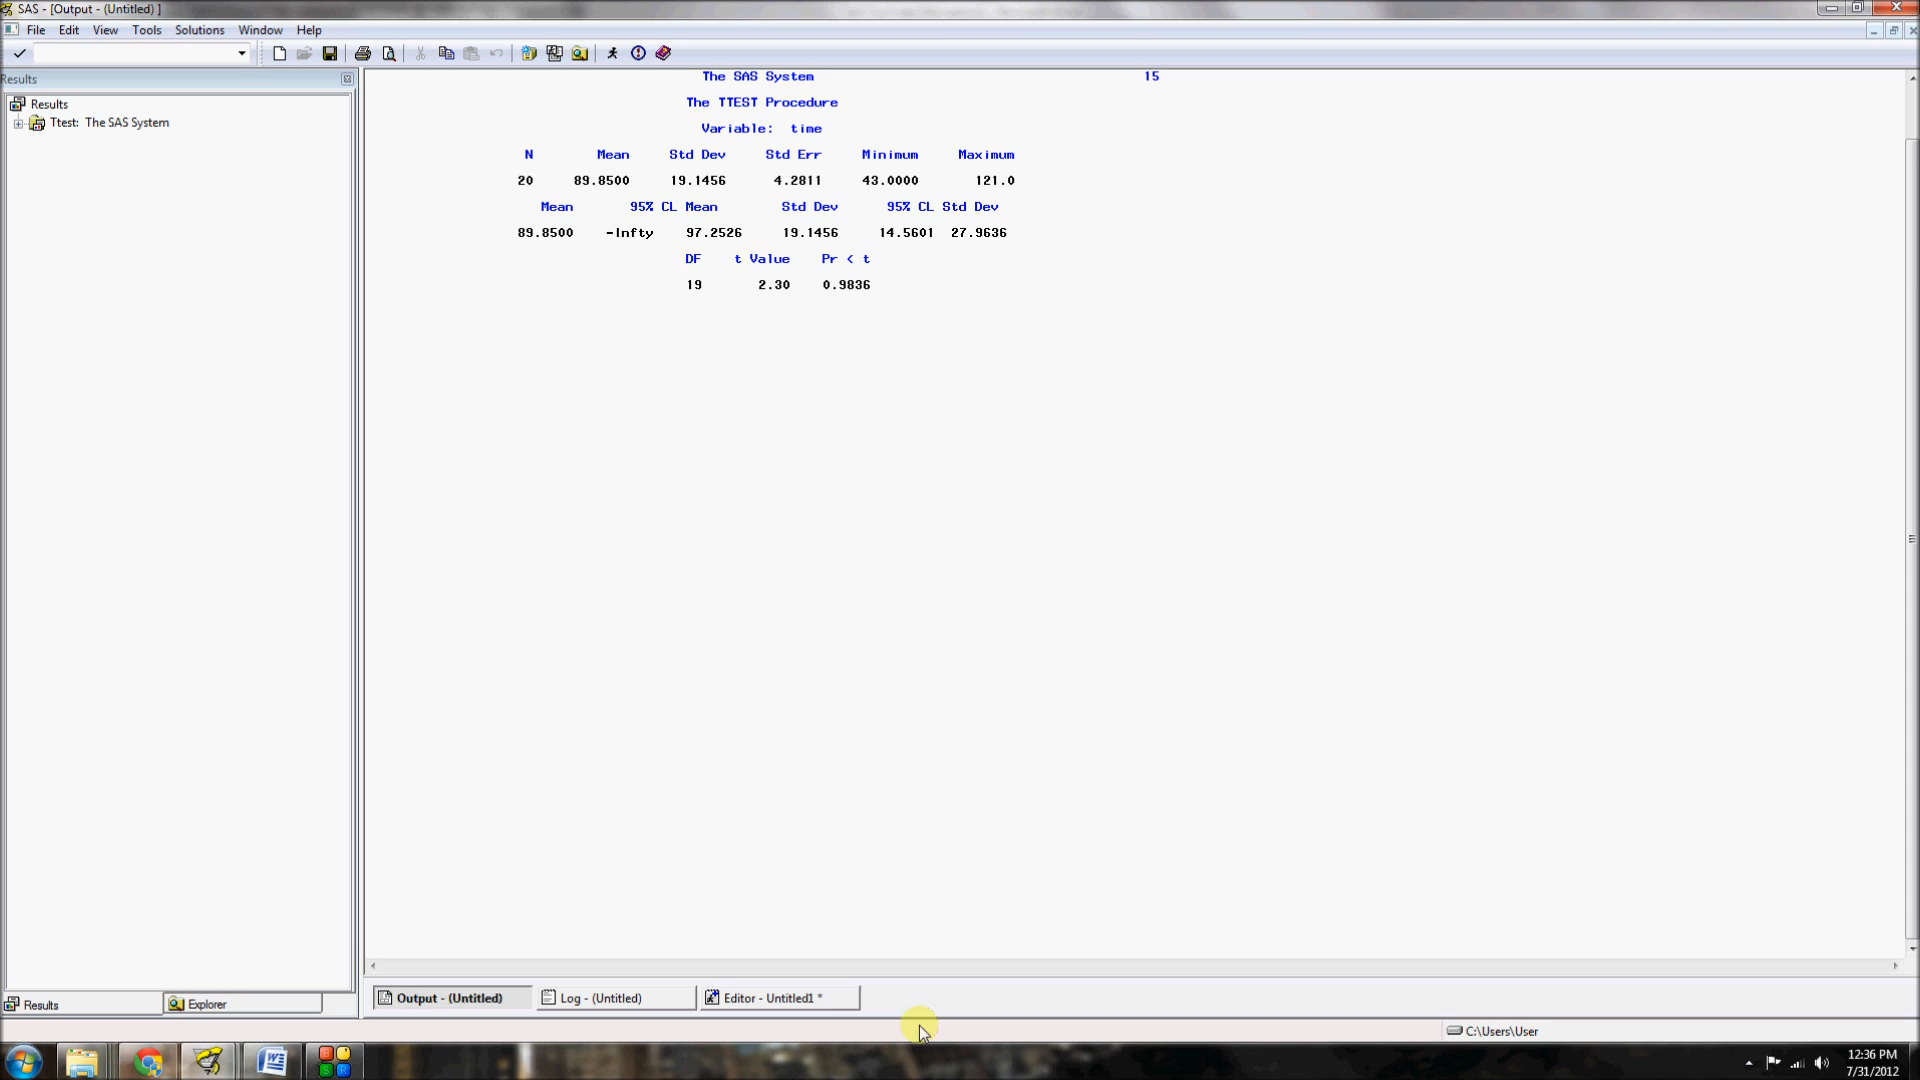 SAS - [Output - (Untitled) ]
File Edit View Tools Solutions Window Help
Results
Results
Ttest: The SAS System
The SAS System 15
The TTEST Procedure
Variable: time
N Mean Std Dev Std Err Minimum Maximum
20 89.8500 19.1456 4.2811 43.0000 121.0
Mean 95% CL Mean Std Dev 95% CL Std Dev
89.8500 -Infty 97.2526 19.1456 14.5601 27.9636
DF t Value Pr < t
19 2.30 0.9836
Results Explorer
Output - (Untitled) Log - (Untitled) Editor - Untitled1 *
C:\Users\User
12:36 PM
7/31/2012